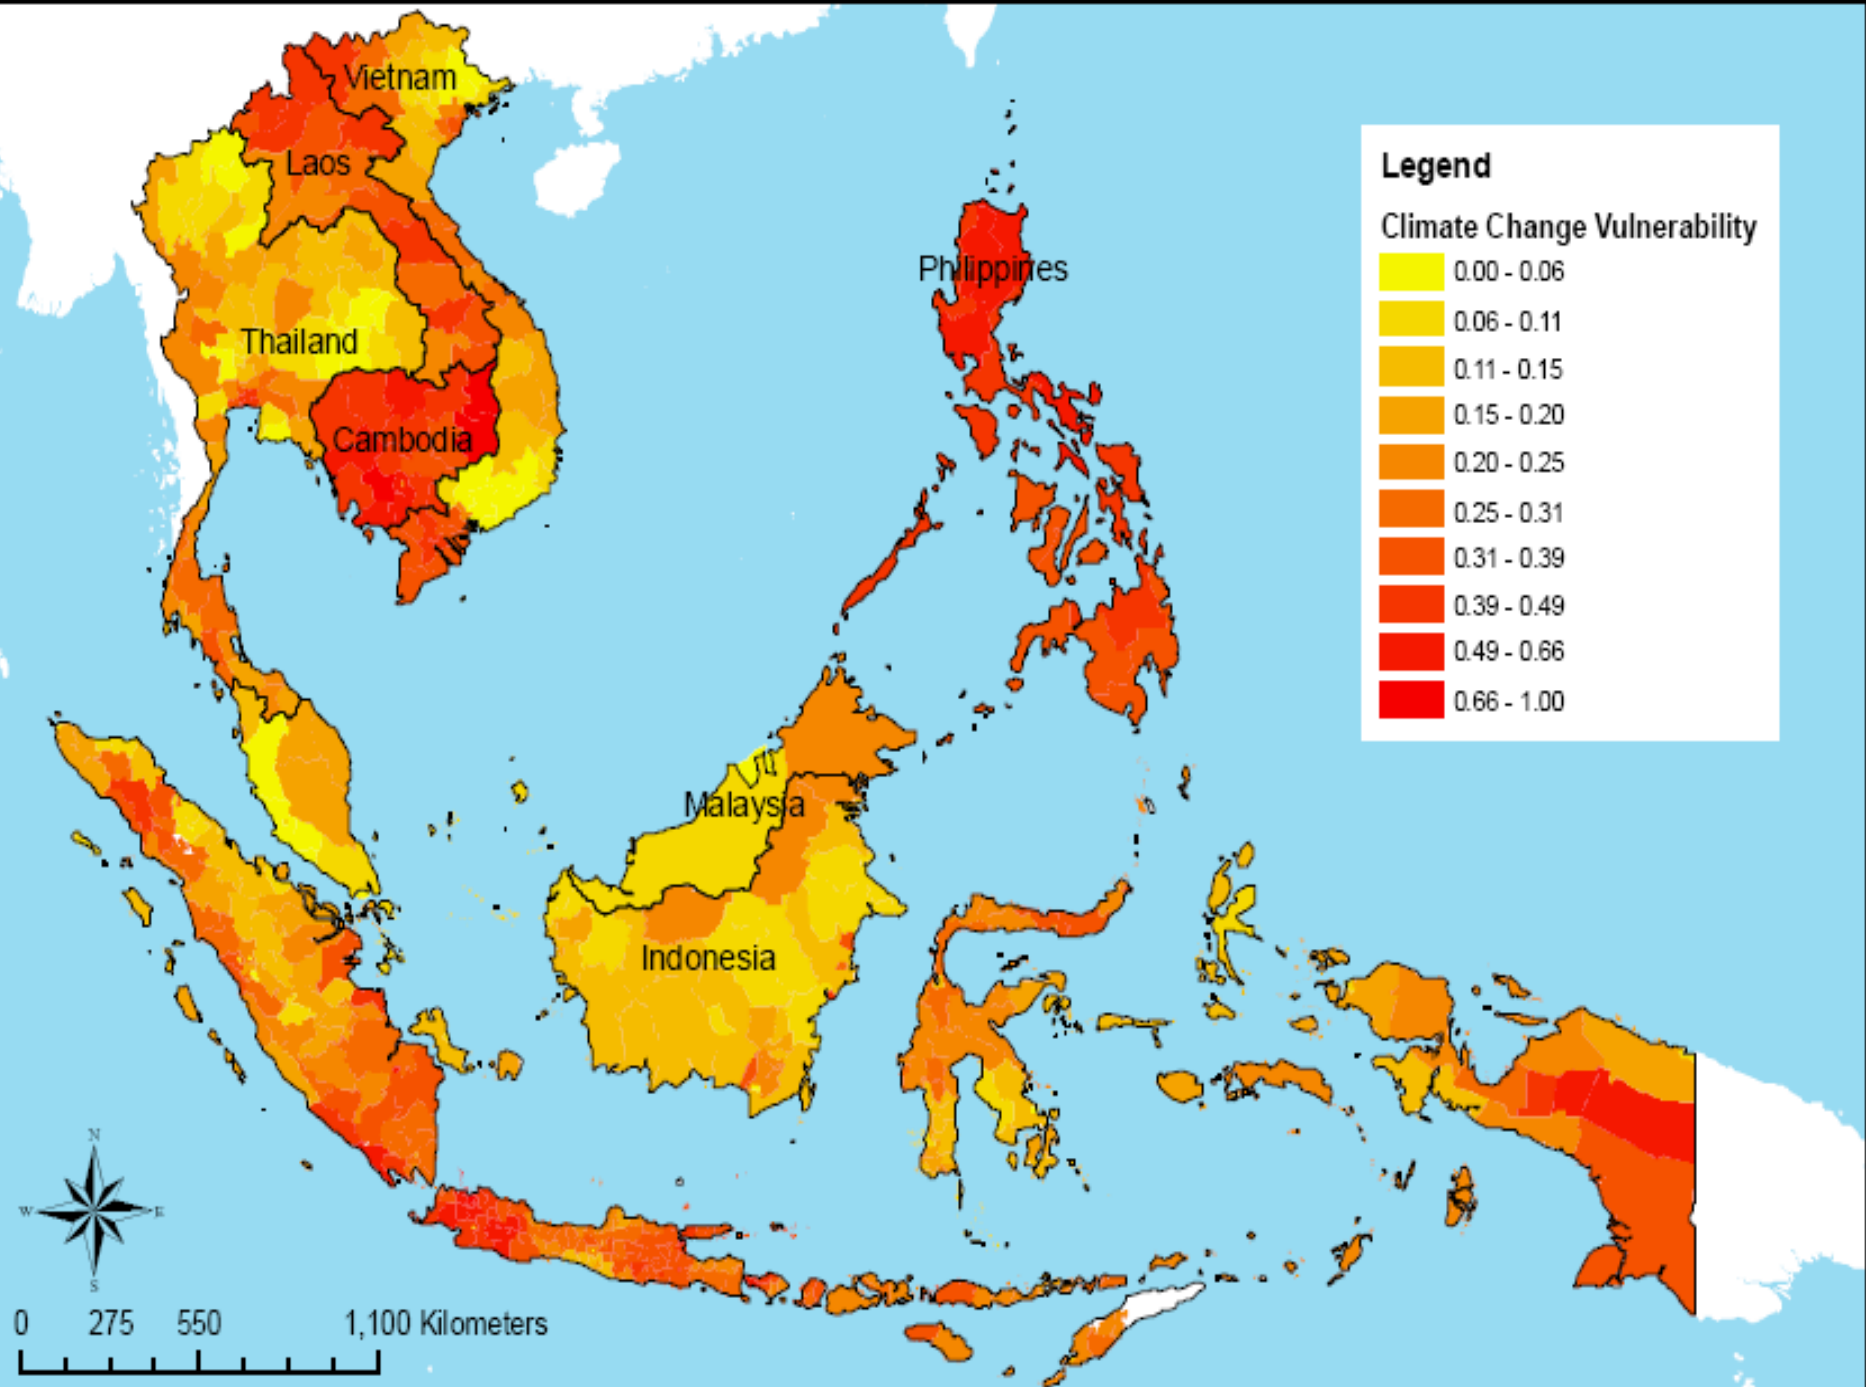 Vietnam
Laos
Philippines
Thailand
Cambodia
Malaysia
Indonesia
Legend
Climate Change Vulnerability
0.00 - 0.06
0.06 - 0.11
0.11 - 0.15
0.15 - 0.20
0.20 - 0.25
0.25 - 0.31
0.31 - 0.39
0.39 - 0.49
0.49 - 0.66
0.66 - 1.00
N
W E
S
0 275 550 1,100 Kilometers